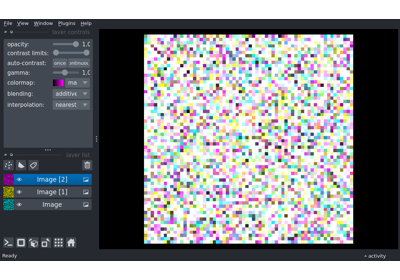 File View Window Plugins Help
layer controls
opacity: 1.0
contrast limits:
auto-contrast: once
gamma: 1.0
colormap: ma
blending: additive
interpolation: nearest
layer list
Image [2]
Image [1]
Image
Ready activity